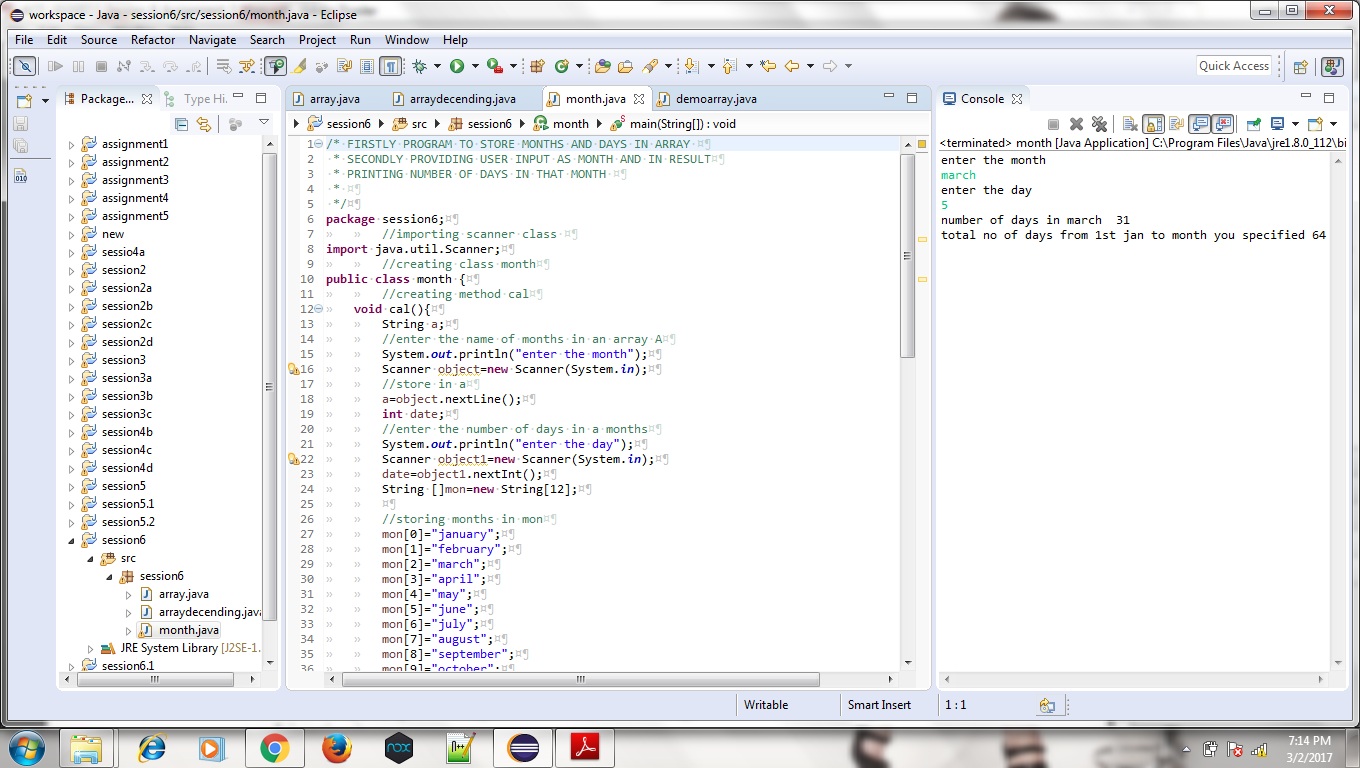 workspace - Java - session6/src/session6/month.java - Eclipse
File Edit Source Refactor Navigate Search Project Run Window Help
Quick Access
Package...
Type Hi.
assignment1
assignment2
assignment3
assignment4
assignment5
new
sessio4a
session2
session2a
session2b
session2c
session2d
session3
session3a
session3b
session3c
session4b
session4c
session4d
session5
session5.1
session5.2
session6
src
session6
array.java
arraydecending.java
month.java
JRE System Library [J2SE-1.
session6.1
array.java arraydecending.java month.java demoarray.java
session6 src session6 month main(String[]) : void
1 /* FIRSTLY PROGRAM TO STORE MONTHS AND DAYS IN ARRAY ¤¶
2 * SECONDLY PROVIDING USER INPUT AS MONTH AND IN RESULT¤¶
3 * PRINTING NUMBER OF DAYS IN THAT MONTH ¤¶
4 * ¤¶
5 */¤¶
6 package session6;¤¶
7 » » //importing scanner class ¤¶
8 import java.util.Scanner;¤¶
9 » » //creating class month¤¶
10 public class month {¤¶
11 » » //creating method cal¤¶
12 » void cal(){¤¶
13 » » String a;¤¶
14 » » //enter the name of months in an array A¤¶
15 » » System.out.println("enter the month");¤¶
16 » » Scanner object=new Scanner(System.in);¤¶
17 » » //store in a¤¶
18 » » a=object.nextLine();¤¶
19 » » int date;¤¶
20 » » //enter the number of days in a months¤¶
21 » » System.out.println("enter the day");¤¶
22 » » Scanner object1=new Scanner(System.in);¤¶
23 » » date=object1.nextInt();¤¶
24 » » String []mon=new String[12];¤¶
25 » » ¤¶
26 » » //storing months in mon¤¶
27 » » mon[0]="january";¤¶
28 » » mon[1]="february";¤¶
29 » » mon[2]="march";¤¶
30 » » mon[3]="april";¤¶
31 » » mon[4]="may";¤¶
32 » » mon[5]="june";¤¶
33 » » mon[6]="july";¤¶
34 » » mon[7]="august";¤¶
35 » » mon[8]="september";¤¶
36 » » mon[9]="october";¤¶
Console
<terminated> month [Java Application] C:\Program Files\Java\jre1.8.0_112\bi
enter the month
march
enter the day
5
number of days in march  31
total no of days from 1st jan to month you specified 64
Writable Smart Insert 1 : 1
nox
7:14 PM
3/2/2017